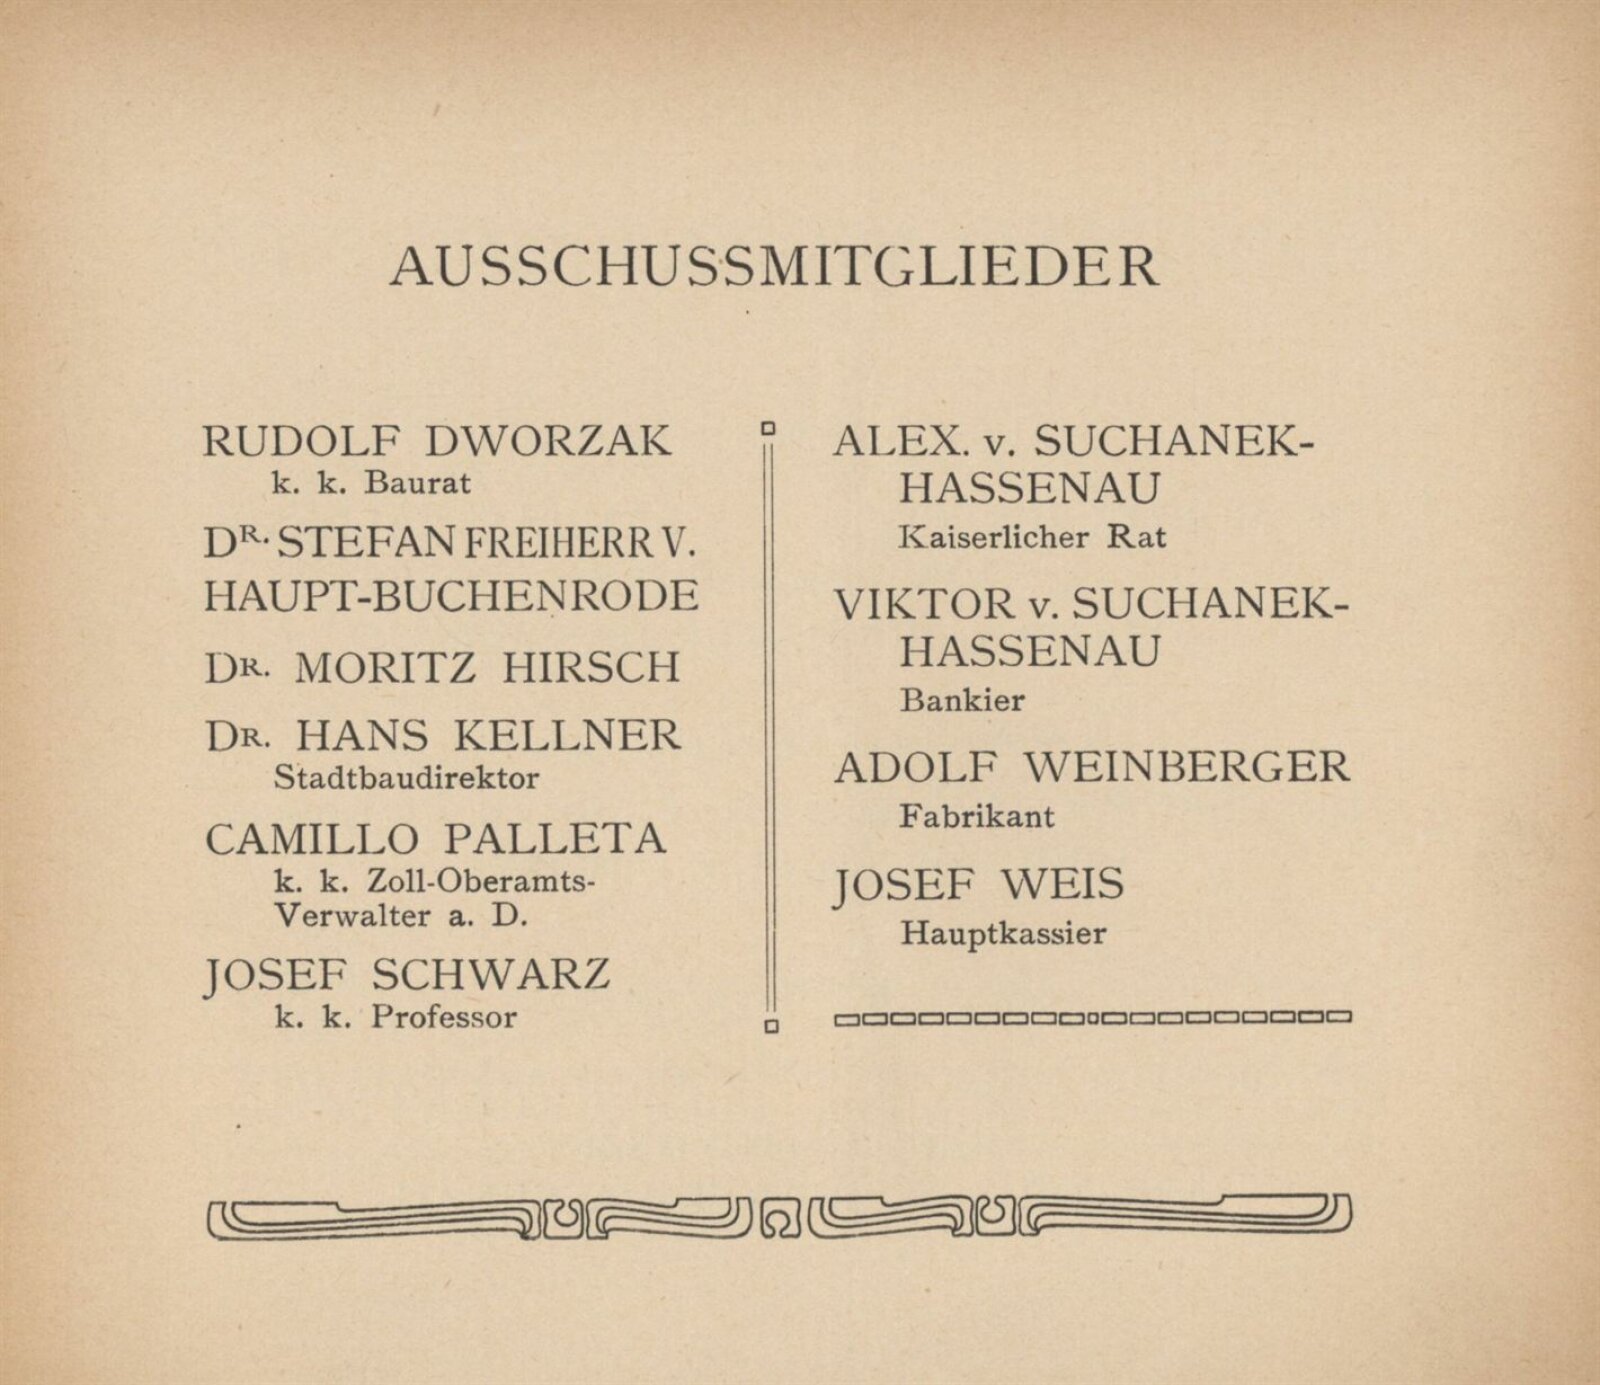 AUSSCHUSSMITGLIEDER
RUDOLF DWORZAK
k. k. Baurat
DR. STEFAN FREIHERR V.
HAUPT-BUCHENRODE
DR. MORITZ HIRSCH
DR. HANS KELLNER
Stadtbaudirektor
CAMILLO PALLETA
k. k. Zoll-Oberamts-
Verwalter a. D.
JOSEF SCHWARZ
k. k. Professor
ALEX. v. SUCHANEK-
HASSENAU
Kaiserlicher Rat
VIKTOR v. SUCHANEK-
HASSENAU
Bankier
ADOLF WEINBERGER
Fabrikant
JOSEF WEIS
Hauptkassier